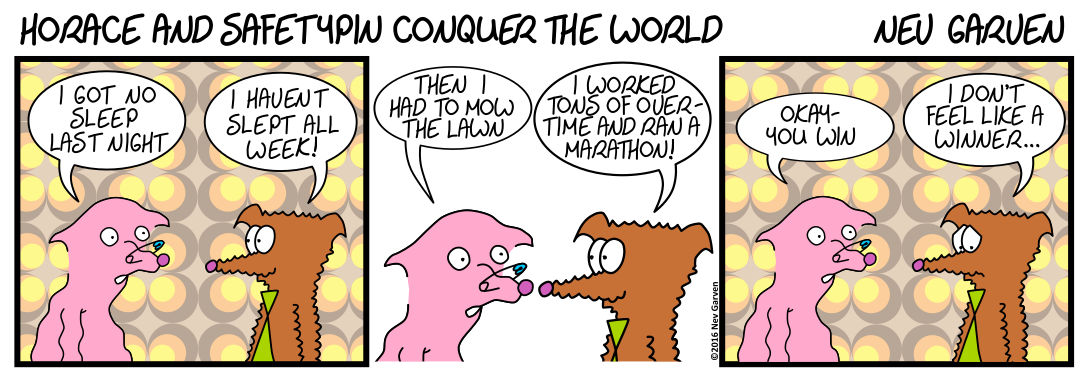 HORACE AND SAFETYPIN CONQUER THE WORLD
NEV GARVEN
I GOT NO
SLEEP
LAST NIGHT
I HAVENT
SLEPT ALL
WEEK!
THEN I
HAD TO MOW
THE LAWN
I WORKED
TONS OF OVER-
TIME AND RAN A
MARATHON!
©2016 Nev Garven
OKAY-
YOU WIN
I DON'T
FEEL LIKE A
WINNER...